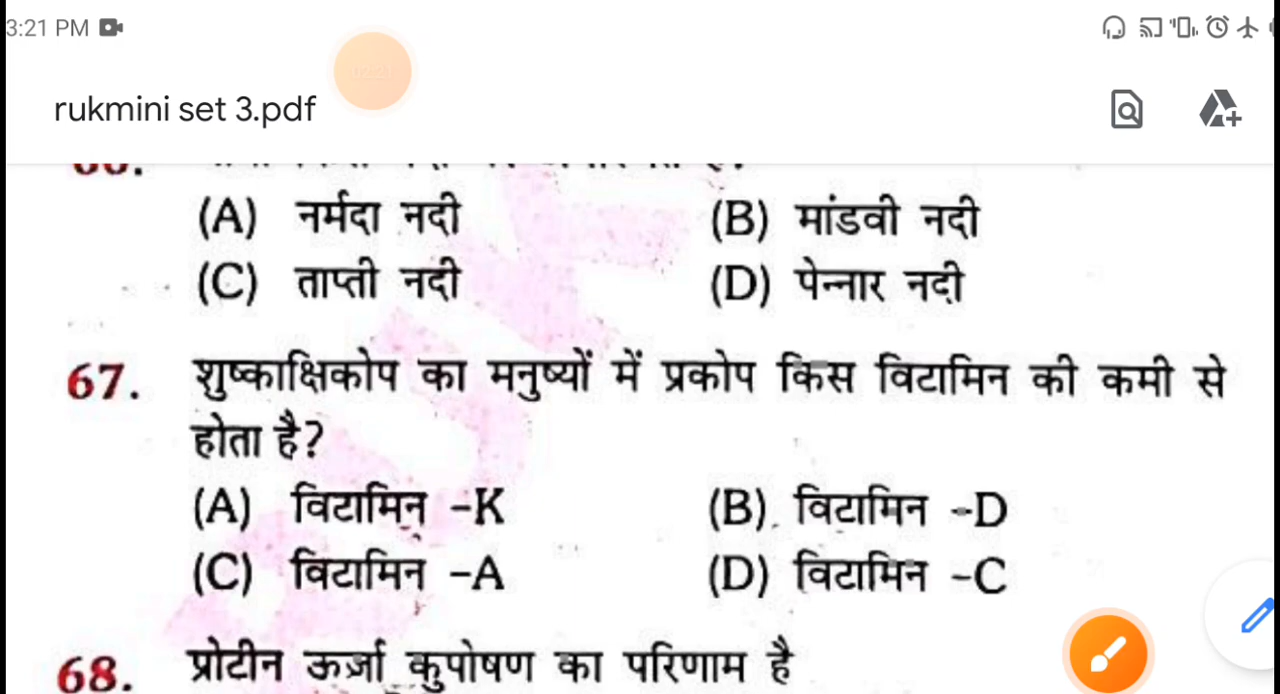 3:21 PM
rukmini set 3.pdf
(A) नर्मदा नदी (B) मांडवी नदी
(C) ताप्ती नदी (D) पेन्नार नदी
67. शुष्काक्षिकोप का मनुष्यों में प्रकोप किस विटामिन की कमी से
होता है?
(A) विटामिन -K (B) विटामिन -D
(C) विटामिन -A (D) विटामिन -C
68. प्रोटीन ऊर्जा कुपोषण का परिणाम है